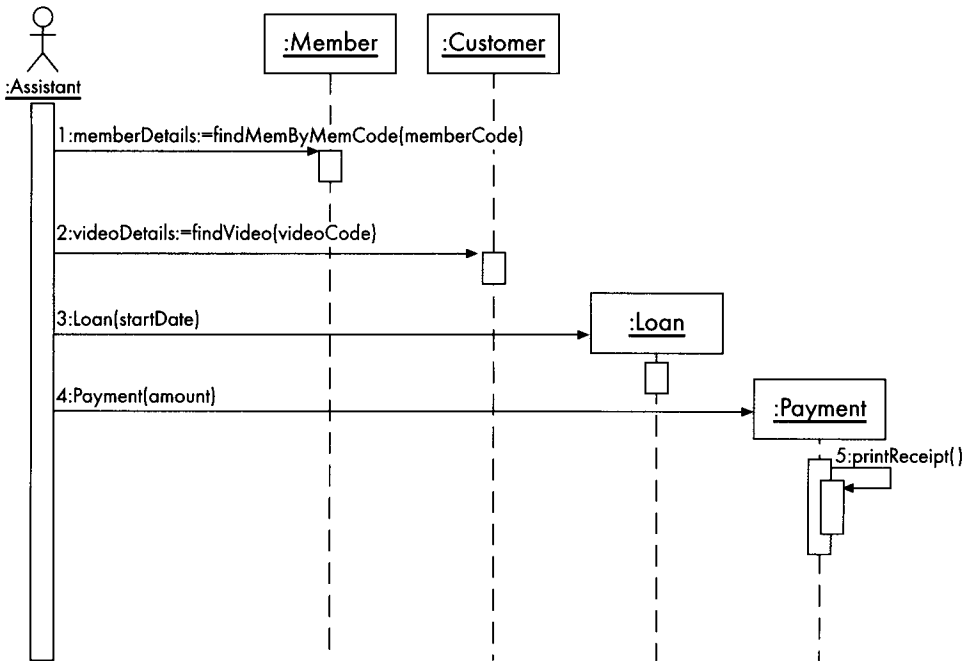 :Member
:Customer
:Assistant
1:memberDetails:=findMemByMemCode(memberCode)
2:videoDetails:=findVideo(videoCode)
3:Loan(startDate)
:Loan
4:Payment(amount)
:Payment
5:printReceipt()